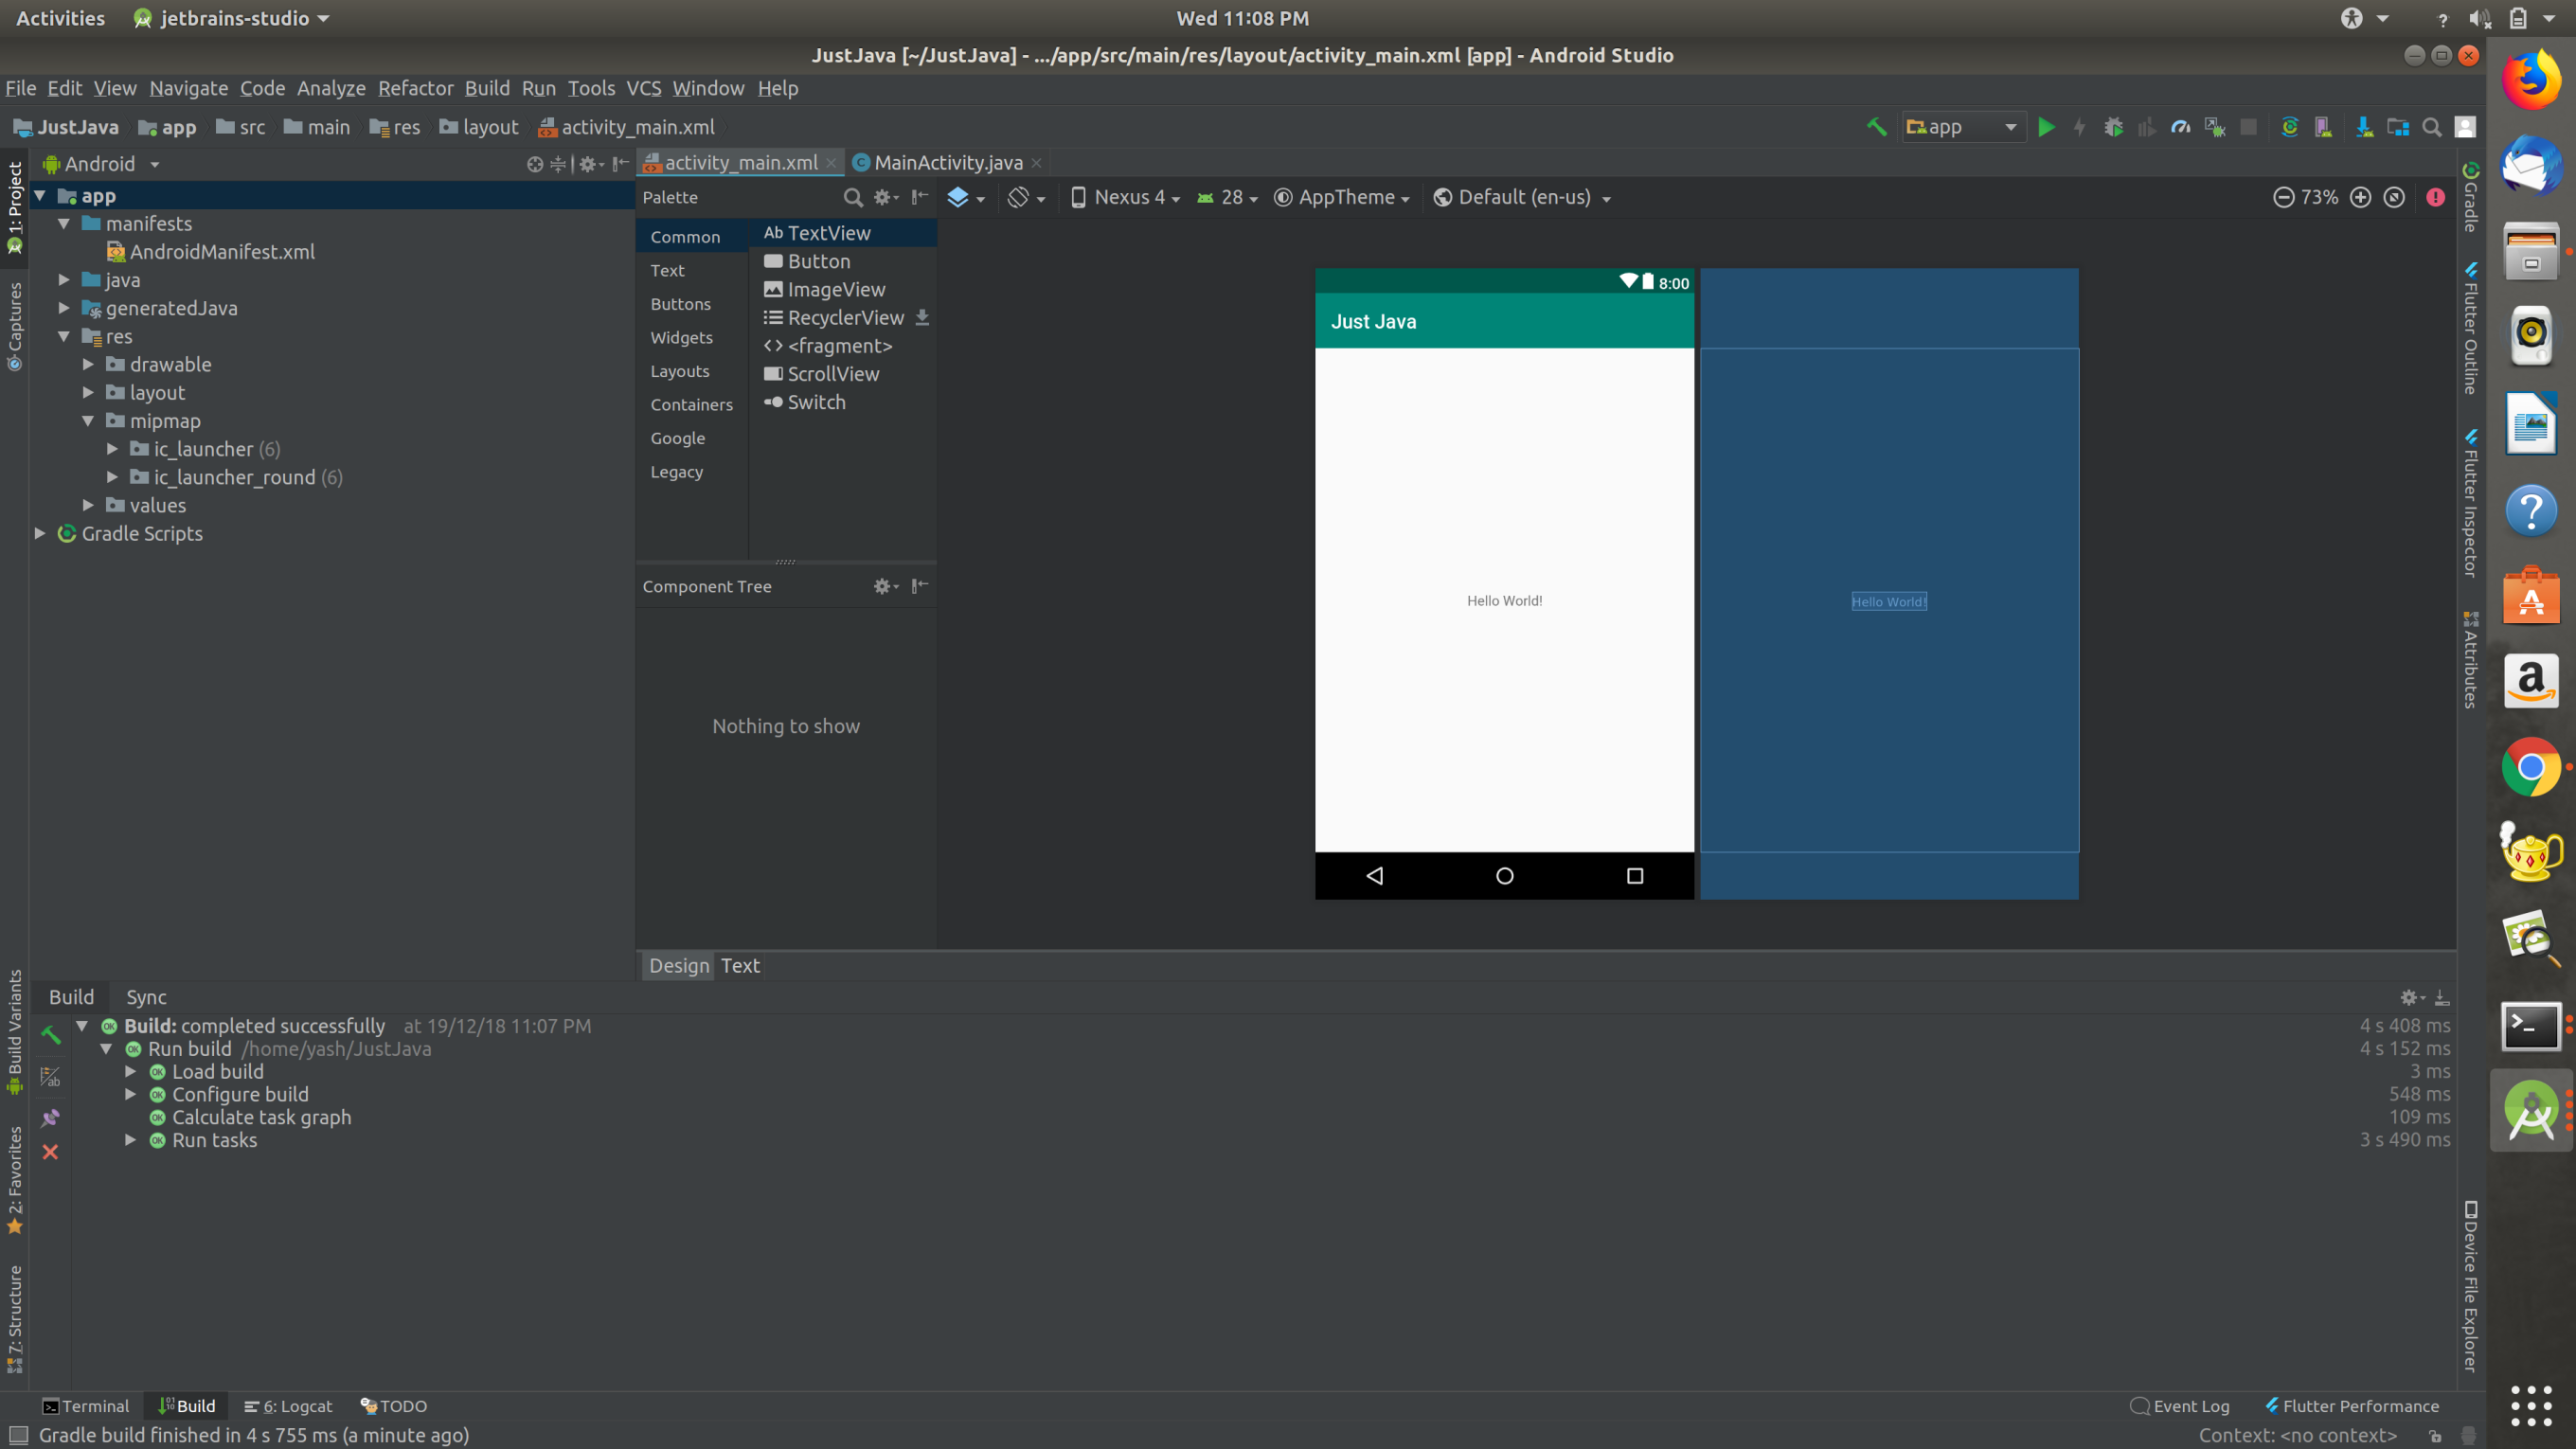 Activities jetbrains-studio Wed 11:08 PM
JustJava [~/JustJava] - .../app/src/main/res/layout/activity_main.xml [app] - Android Studio
File Edit View Navigate Code Analyze Refactor Build Run Tools VCS Window Help
JustJava app src main res layout activity_main.xml app
1: Project
Captures
Build Variants
2: Favorites
7: Structure
Android
app
manifests
AndroidManifest.xml
java
generatedJava
res
drawable
layout
mipmap
ic_launcher (6)
ic_launcher_round (6)
values
Gradle Scripts
activity_main.xml MainActivity.java
Palette
Nexus 4 28 AppTheme Default (en-us) 73%
Common
Text
Buttons
Widgets
Layouts
Containers
Google
Legacy
Ab TextView
Button
ImageView
RecyclerView
<fragment>
ScrollView
Switch
Component Tree
Nothing to show
8:00
Just Java
Hello World!
Hello World!
Design Text
Gradle
Flutter Outline
Flutter Inspector
Attributes
Device File Explorer
Build Sync
Build: completed successfully at 19/12/18 11:07 PM 4 s 408 ms
Run build /home/yash/JustJava 4 s 152 ms
Load build 3 ms
Configure build 548 ms
Calculate task graph 109 ms
Run tasks 3 s 490 ms
Terminal Build 6: Logcat TODO Event Log Flutter Performance
Gradle build finished in 4 s 755 ms (a minute ago) Context: <no context>